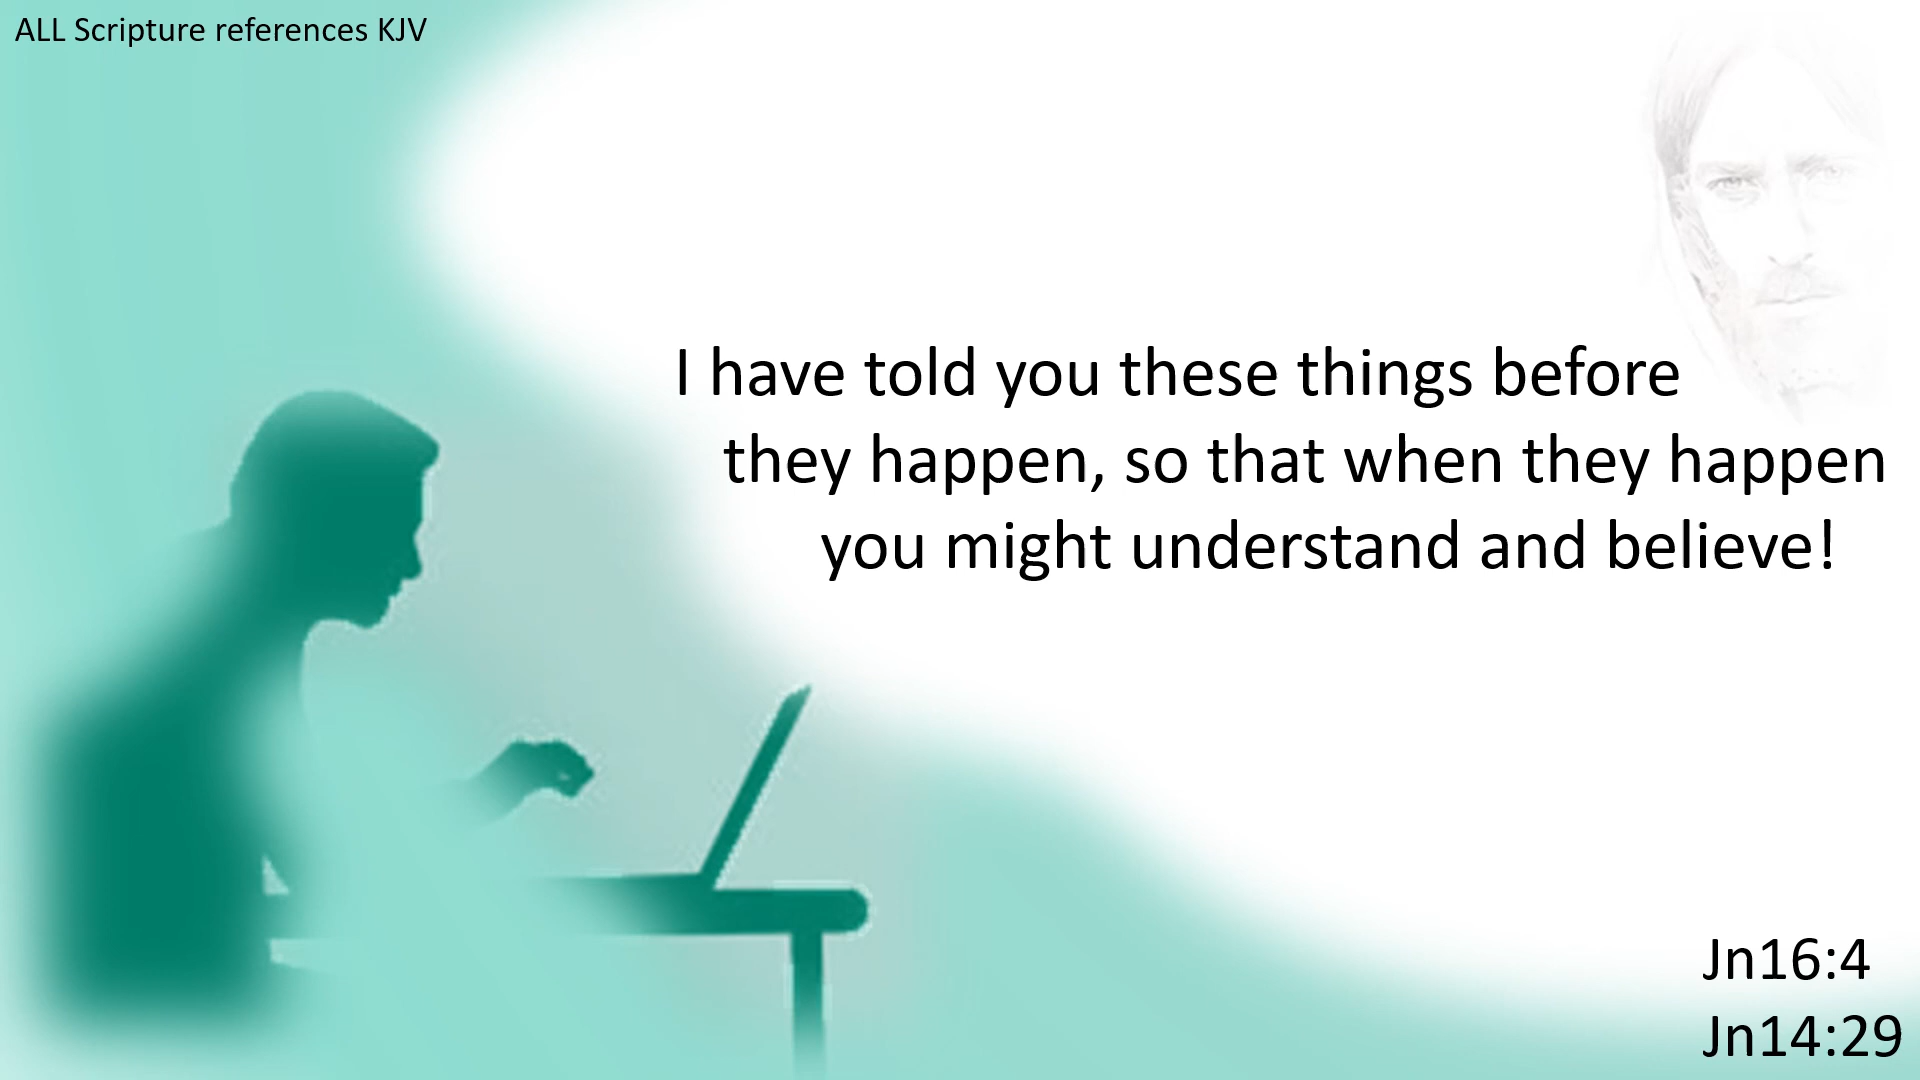 ALL Scripture references KJV
I have told you these things before
they happen, so that when they happen
you might understand and believe!
Jn16:4
Jn14:29